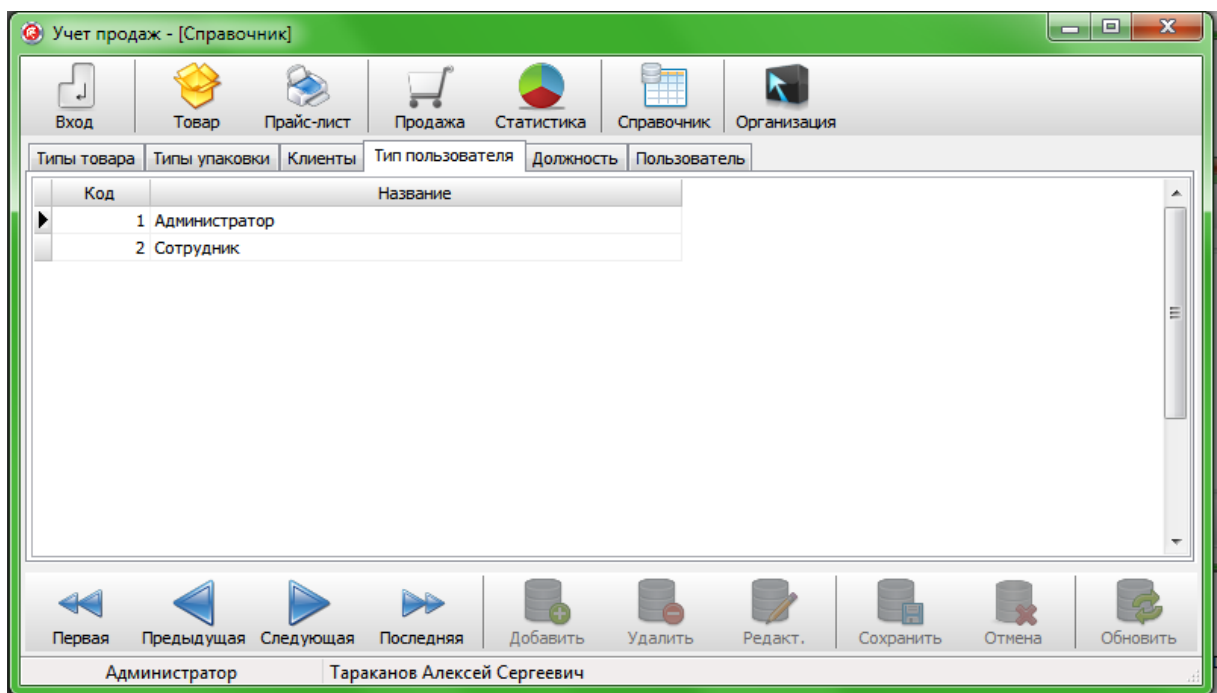 Учет продаж - [Справочник]
Вход Товар Прайс-лист Продажа Статистика Справочник Организация
Типы товара Типы упаковки Клиенты Тип пользователя Должность Пользователь
Код Название
1 Администратор
2 Сотрудник
Первая Предыдущая Следующая Последняя Добавить Удалить Редакт. Сохранить Отмена Обновить
Администратор Тараканов Алексей Сергеевич